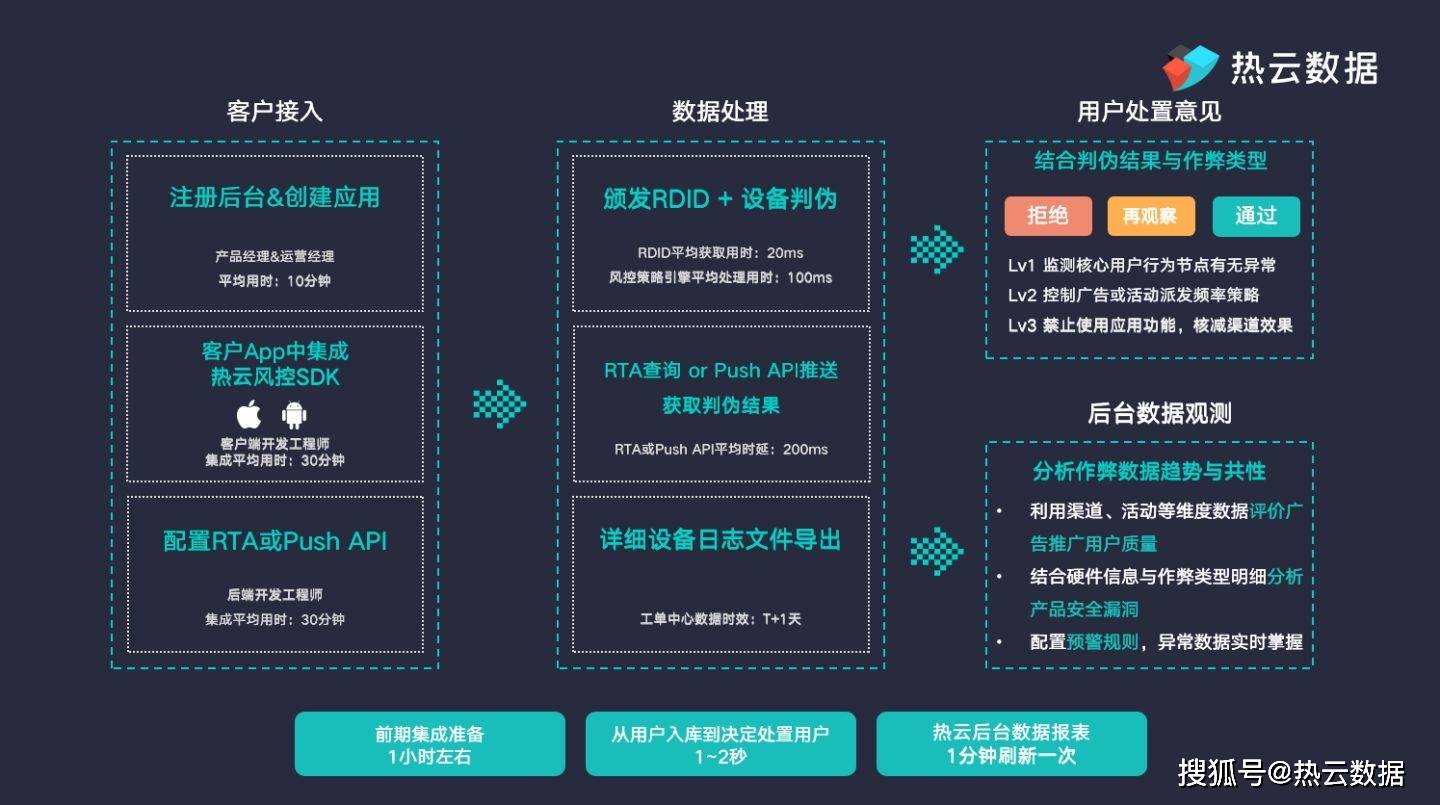 热云数据
客户接入
注册后台&创建应用
产品经理&运营经理
平均用时：10分钟
客户App中集成
热云风控SDK
客户端开发工程师
集成平均用时：30分钟
配置RTA或Push API
后端开发工程师
集成平均用时：30分钟
数据处理
颁发RDID + 设备判伪
RDID平均获取用时：20ms
风控策略引擎平均处理用时：100ms
RTA查询 or Push API推送
获取判伪结果
RTA或Push API平均时延：200ms
详细设备日志文件导出
工单中心数据时效：T+1天
用户处置意见
结合判伪结果与作弊类型
拒绝 再观察 通过
Lv1 监测核心用户行为节点有无异常
Lv2 控制广告或活动派发频率策略
Lv3 禁止使用应用功能，核减渠道效果
后台数据观测
分析作弊数据趋势与共性
• 利用渠道、活动等维度数据评价广
告推广用户质量
• 结合硬件信息与作弊类型明细分析
产品安全漏洞
• 配置预警规则，异常数据实时掌握
前期集成准备
1小时左右
从用户入库到决定处置用户
1~2秒
热云后台数据报表
1分钟刷新一次
搜狐号@热云数据